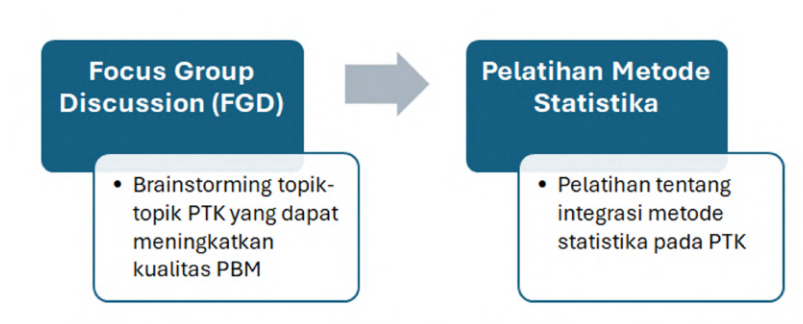 Focus Group
Discussion (FGD)
• Brainstorming topik-
topik PTK yang dapat
meningkatkan
kualitas PBM
Pelatihan Metode
Statistika
• Pelatihan tentang
integrasi metode
statistika pada PTK